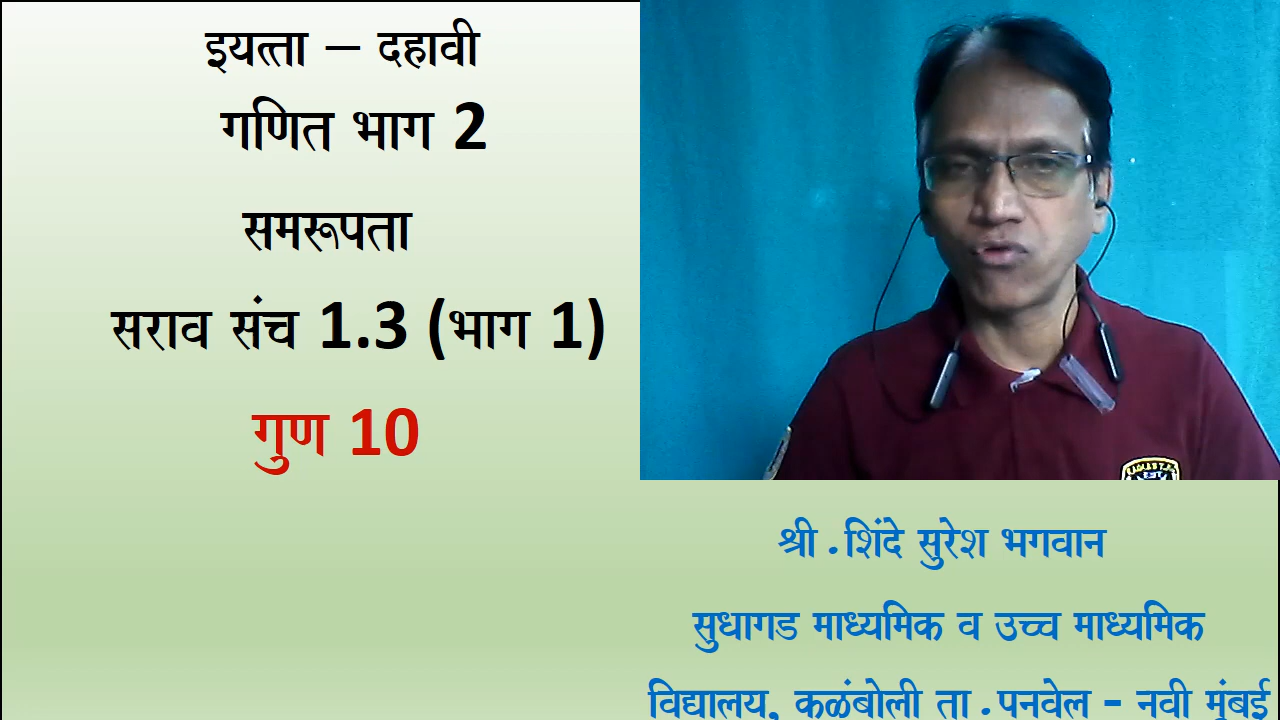 इयत्ता – दहावी
गणित भाग 2
समरूपता
सराव संच 1.3 (भाग 1)
गुण 10
श्री .शिंदे सुरेश भगवान
सुधागड माध्यमिक व उच्च माध्यमिक
विद्यालय, कळंबोली ता .पनवेल - नवी मुंबई